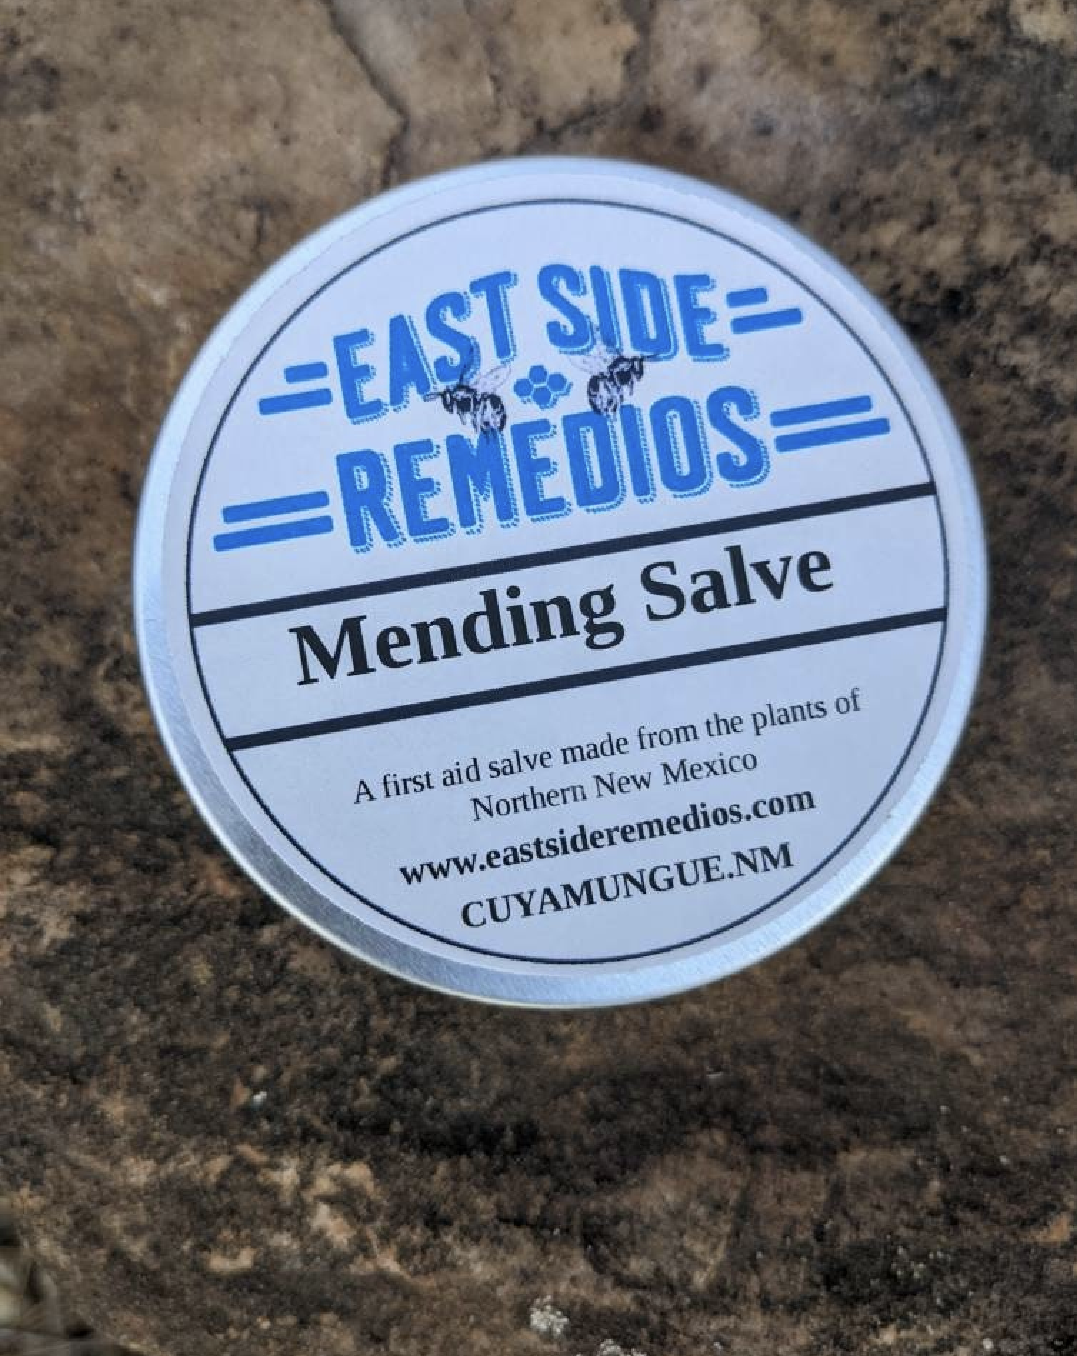 EAST SIDE
REMEDIOS
Mending Salve
A first aid salve made from the plants of
Northern New Mexico
www.eastsideremedios.com
CUYAMUNGUE.NM